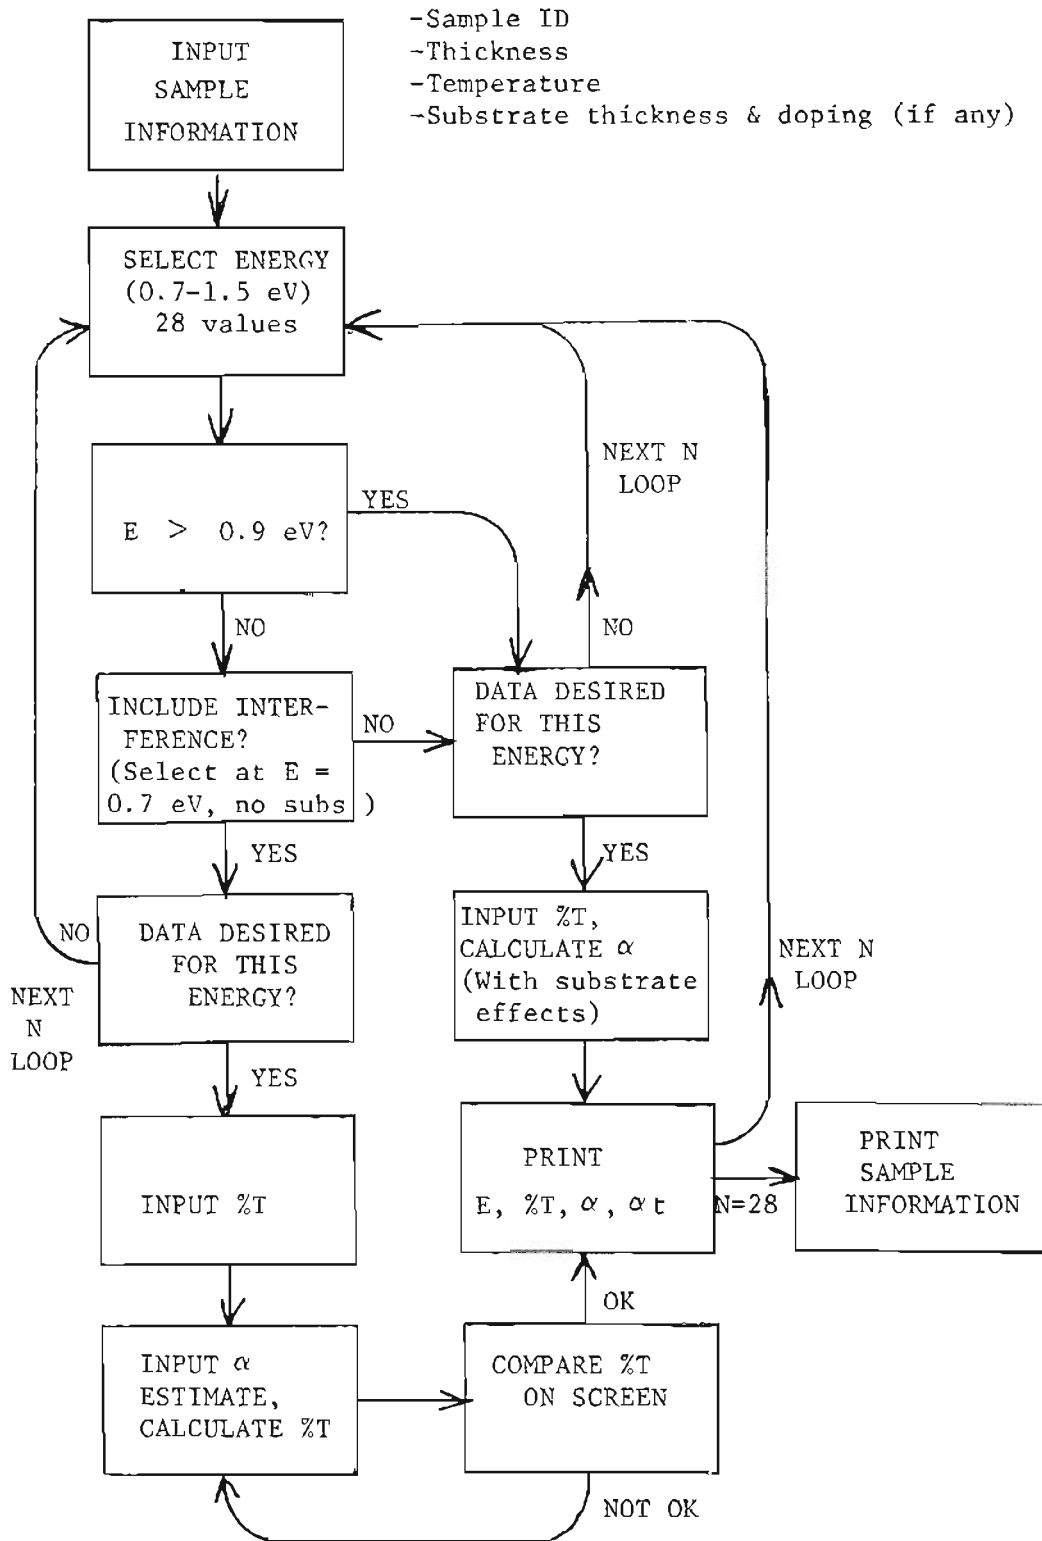 INPUT
SAMPLE
INFORMATION
-Sample ID
-Thickness
-Temperature
-Substrate thickness & doping (if any)
SELECT ENERGY
(0.7-1.5 eV)
28 values
E > 0.9 eV?
YES
NO
NEXT N
LOOP
NO
INCLUDE INTER-
FERENCE?
(Select at E =
0.7 eV, no subs)
NO
YES
DATA DESIRED
FOR THIS
ENERGY?
YES
NO
NEXT
N
LOOP
DATA DESIRED
FOR THIS
ENERGY?
YES
INPUT %T,
CALCULATE α
(With substrate
effects)
NEXT N
LOOP
INPUT %T
PRINT
E, %T, α, αt
N=28
PRINT
SAMPLE
INFORMATION
OK
INPUT α
ESTIMATE,
CALCULATE %T
COMPARE %T
ON SCREEN
NOT OK